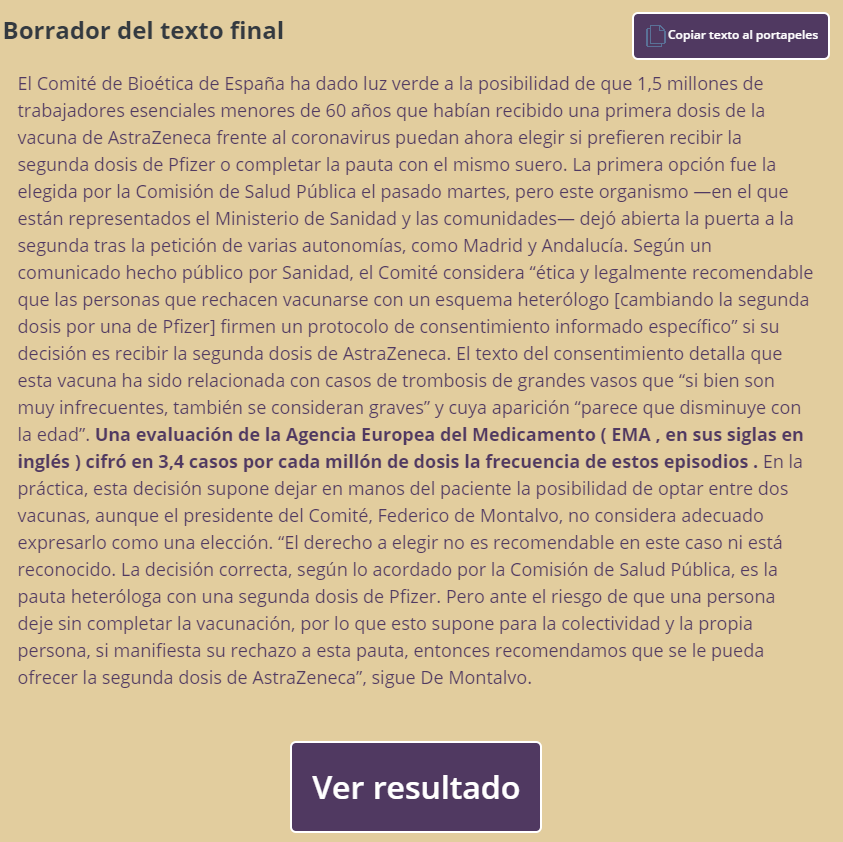 Borrador del texto final
Copiar texto al portapeles
El Comité de Bioética de España ha dado luz verde a la posibilidad de que 1,5 millones de
trabajadores esenciales menores de 60 años que habían recibido una primera dosis de la
vacuna de AstraZeneca frente al coronavirus puedan ahora elegir si prefieren recibir la
segunda dosis de Pfizer o completar la pauta con el mismo suero. La primera opción fue la
elegida por la Comisión de Salud Pública el pasado martes, pero este organismo —en el que
están representados el Ministerio de Sanidad y las comunidades— dejó abierta la puerta a la
segunda tras la petición de varias autonomías, como Madrid y Andalucía. Según un
comunicado hecho público por Sanidad, el Comité considera “ética y legalmente recomendable
que las personas que rechacen vacunarse con un esquema heterólogo [cambiando la segunda
dosis por una de Pfizer] firmen un protocolo de consentimiento informado específico” si su
decisión es recibir la segunda dosis de AstraZeneca. El texto del consentimiento detalla que
esta vacuna ha sido relacionada con casos de trombosis de grandes vasos que “si bien son
muy infrecuentes, también se consideran graves” y cuya aparición “parece que disminuye con
la edad”. Una evaluación de la Agencia Europea del Medicamento ( EMA , en sus siglas en
inglés ) cifró en 3,4 casos por cada millón de dosis la frecuencia de estos episodios . En la
práctica, esta decisión supone dejar en manos del paciente la posibilidad de optar entre dos
vacunas, aunque el presidente del Comité, Federico de Montalvo, no considera adecuado
expresarlo como una elección. “El derecho a elegir no es recomendable en este caso ni está
reconocido. La decisión correcta, según lo acordado por la Comisión de Salud Pública, es la
pauta heteróloga con una segunda dosis de Pfizer. Pero ante el riesgo de que una persona
deje sin completar la vacunación, por lo que esto supone para la colectividad y la propia
persona, si manifiesta su rechazo a esta pauta, entonces recomendamos que se le pueda
ofrecer la segunda dosis de AstraZeneca”, sigue De Montalvo.
Ver resultado